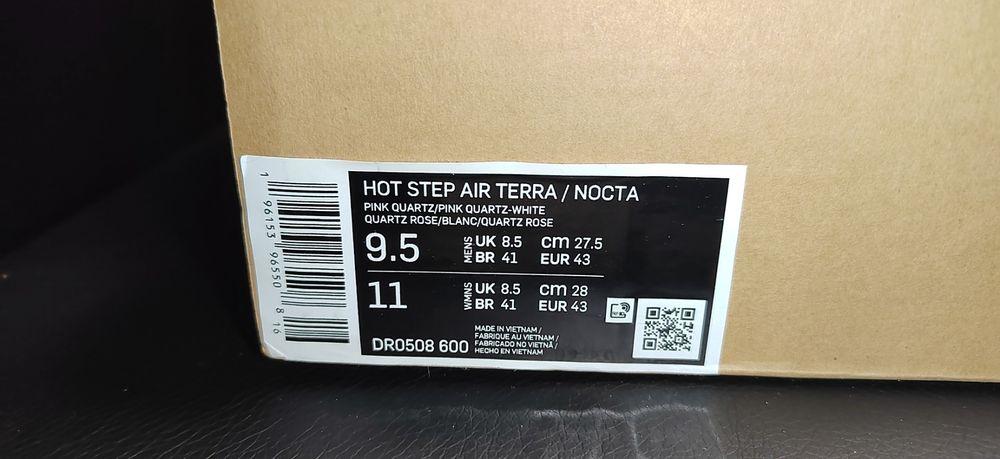 HOT STEP AIR TERRA / NOCTA
PINK QUARTZ/PINK QUARTZ-WHITE
QUARTZ ROSE/BLANC/QUARTZ ROSE
9.5 MENS UK 8.5 cm 27.5
BR 41 EUR 43
11 WMNS UK 8.5 cm 28
BR 41 EUR 43
DR0508 600
MADE IN VIETNAM /
FABRIQUE AU VIETNAM /
FABRICADO NO VIETNÃ /
HECHO EN VIETNAM
1 96153 96550 8 16